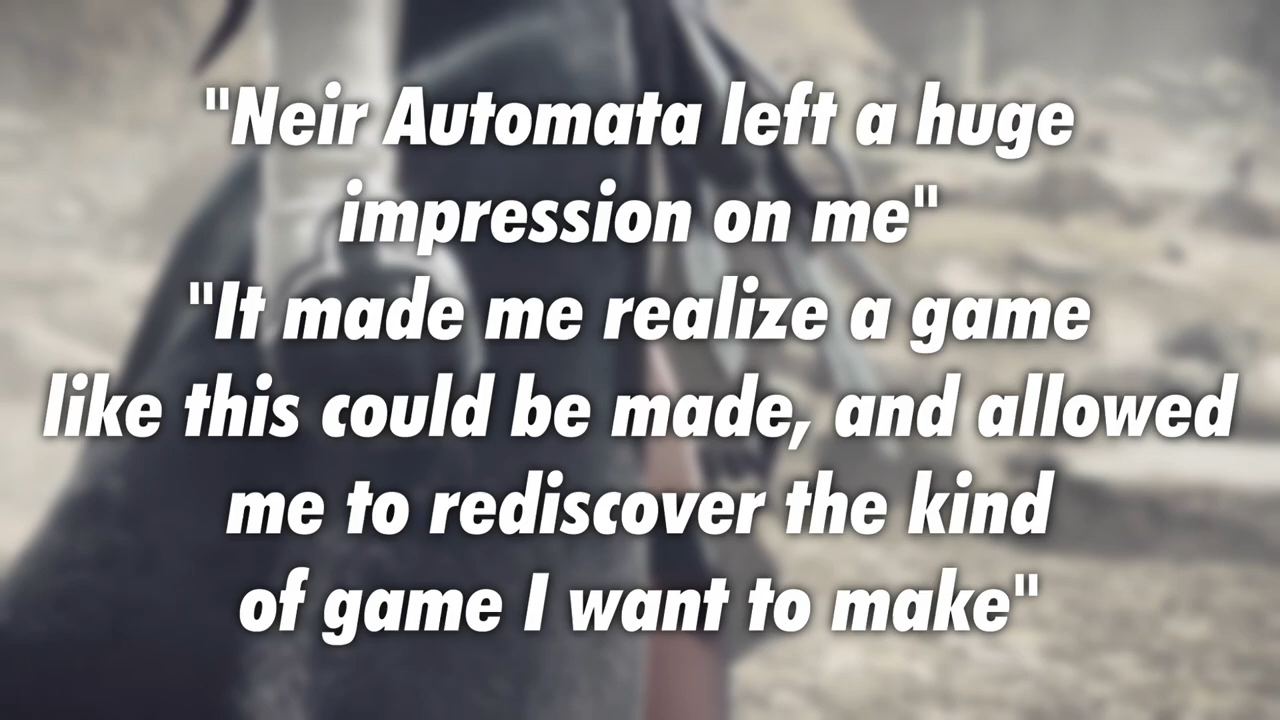 "Neir Automata left a huge
impression on me"
"It made me realize a game
like this could be made, and allowed
me to rediscover the kind
of game I want to make"